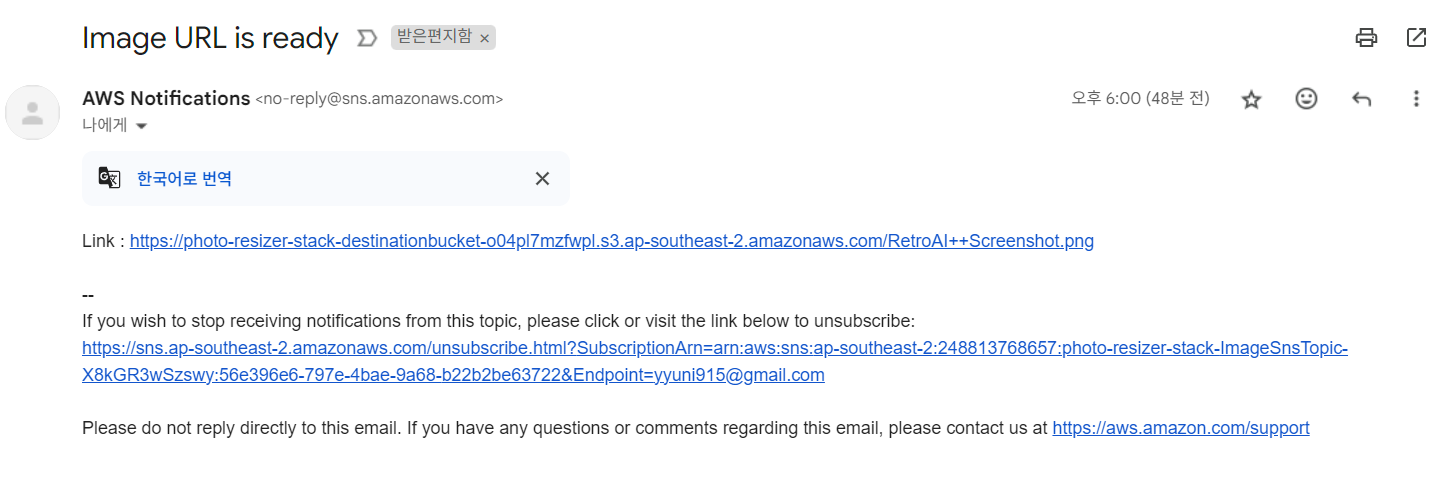 Image URL is ready 받은편지함 ×
AWS Notifications <no-reply@sns.amazonaws.com> 오후 6:00 (48분 전)
나에게
한국어로 번역
Link : https://photo-resizer-stack-destinationbucket-o04pl7mzfwpl.s3.ap-southeast-2.amazonaws.com/RetroAI++Screenshot.png
--
If you wish to stop receiving notifications from this topic, please click or visit the link below to unsubscribe:
https://sns.ap-southeast-2.amazonaws.com/unsubscribe.html?SubscriptionArn=arn:aws:sns:ap-southeast-2:248813768657:photo-resizer-stack-ImageSnsTopic-
X8kGR3wSzswy:56e396e6-797e-4bae-9a68-b22b2be63722&Endpoint=yyuni915@gmail.com
Please do not reply directly to this email. If you have any questions or comments regarding this email, please contact us at https://aws.amazon.com/support